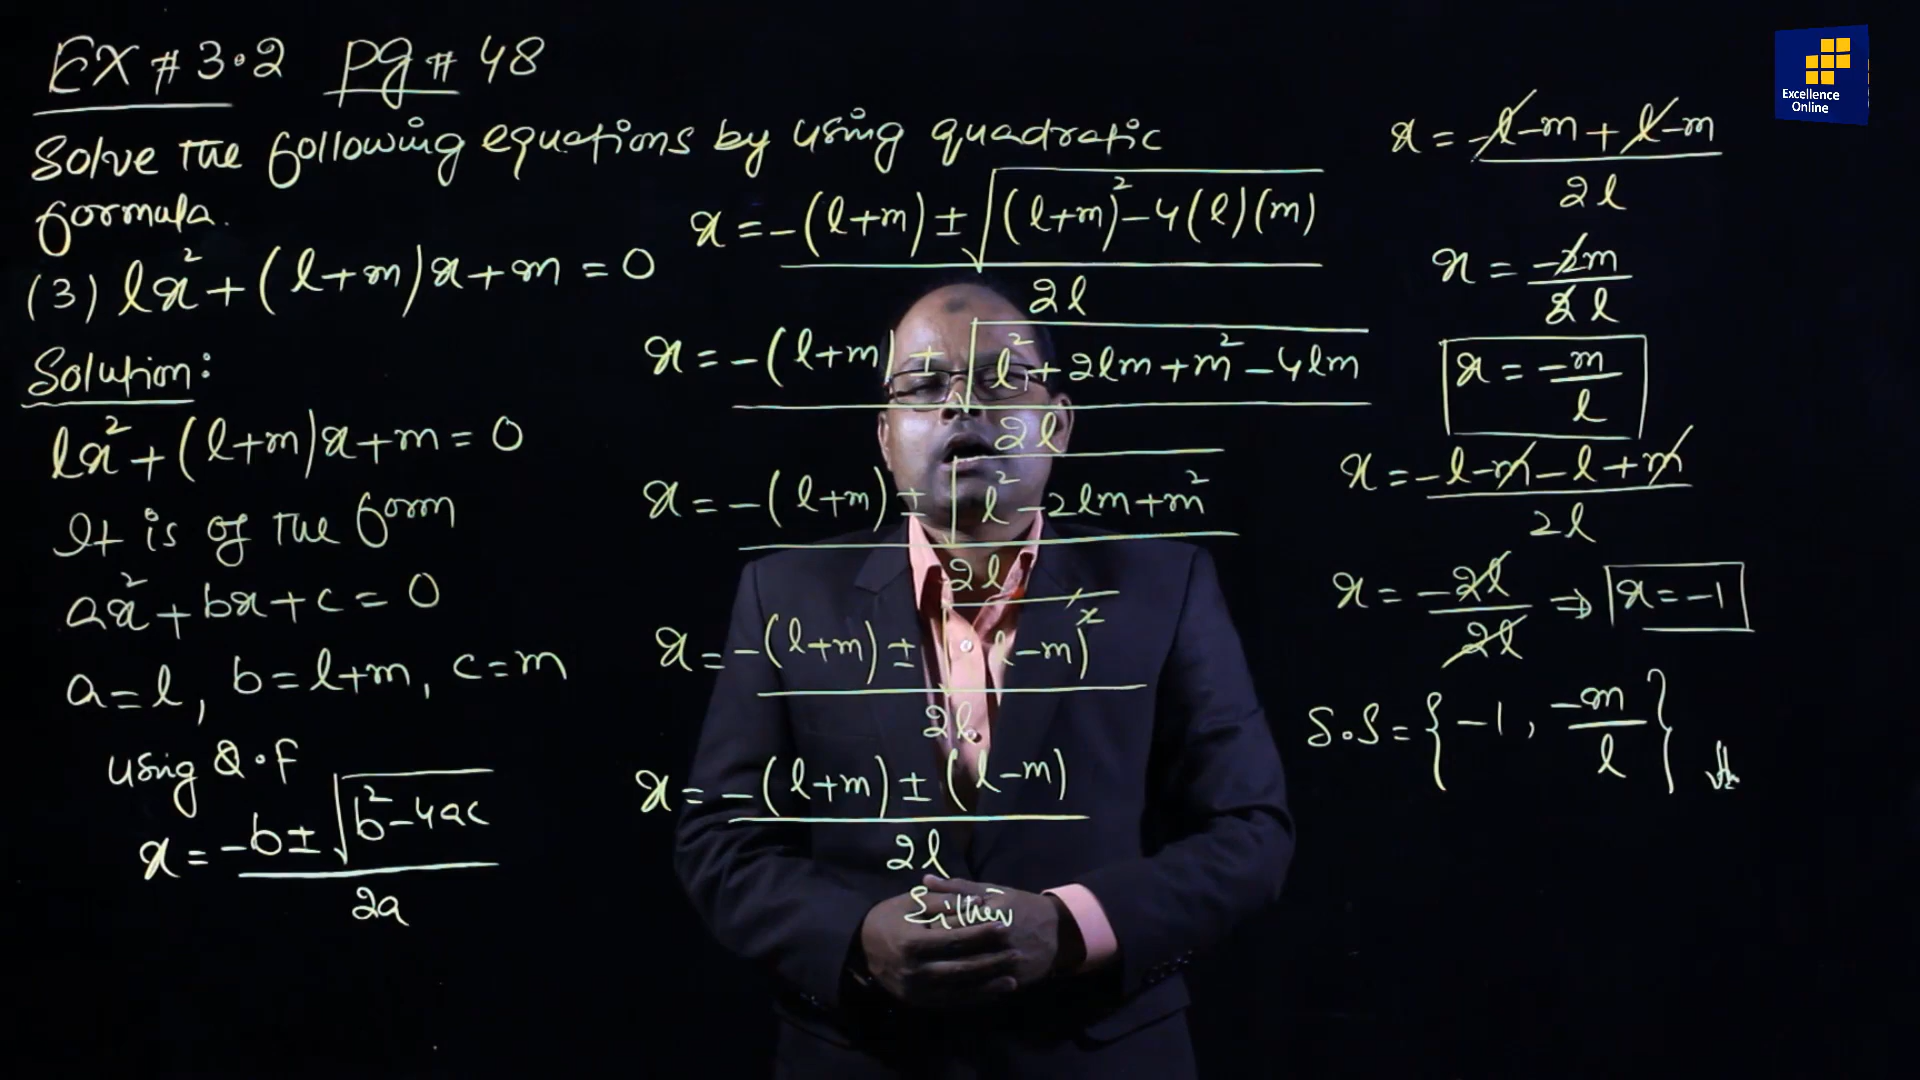 EX # 3.2 Pg # 48
Solve the following equations by using quadratic
formula.
(3) lx² + (l+m)x + m = 0
Solution:
lx² + (l+m)x + m = 0
It is of the form
ax² + bx + c = 0
a = l, b = l+m, c = m
using Q.F
x = -b ± √b²-4ac
2a
x = -(l+m) ± √(l+m)²-4(l)(m)
2l
x = -(l+m) ± √l²+2lm+m²-4lm
2l
x = -(l+m) ± √l²-2lm+m²
2l
x = -(l+m) ± √(l-m)²
2l
x = -(l+m) ± (l-m)
2l
Either
x = -l-m+l-m
2l
x = -2m
2l
x = -m
l
x = -l-m-l+m
2l
x = -2l ⇒ x = -1
2l
S.S = { -1, -m }
l
Excellence
Online